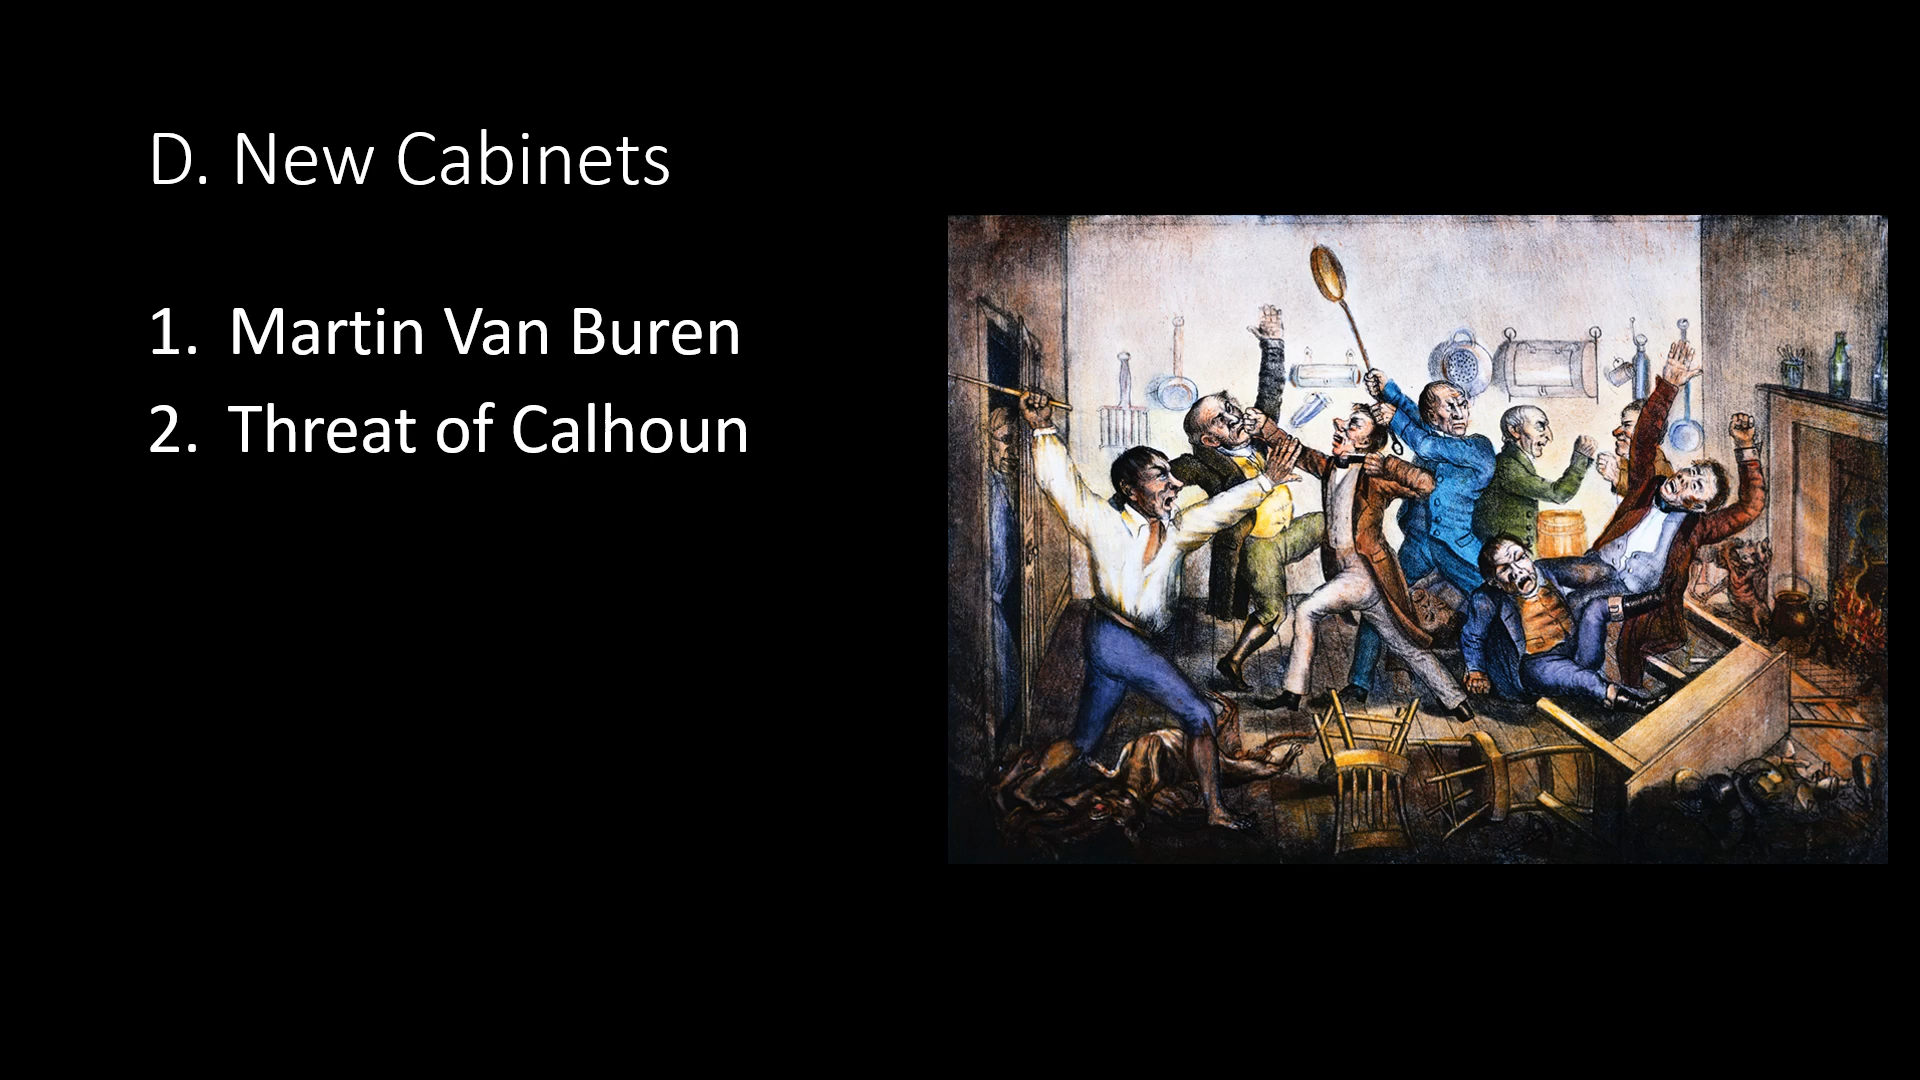 D. New Cabinets
1. Martin Van Buren
2. Threat of Calhoun